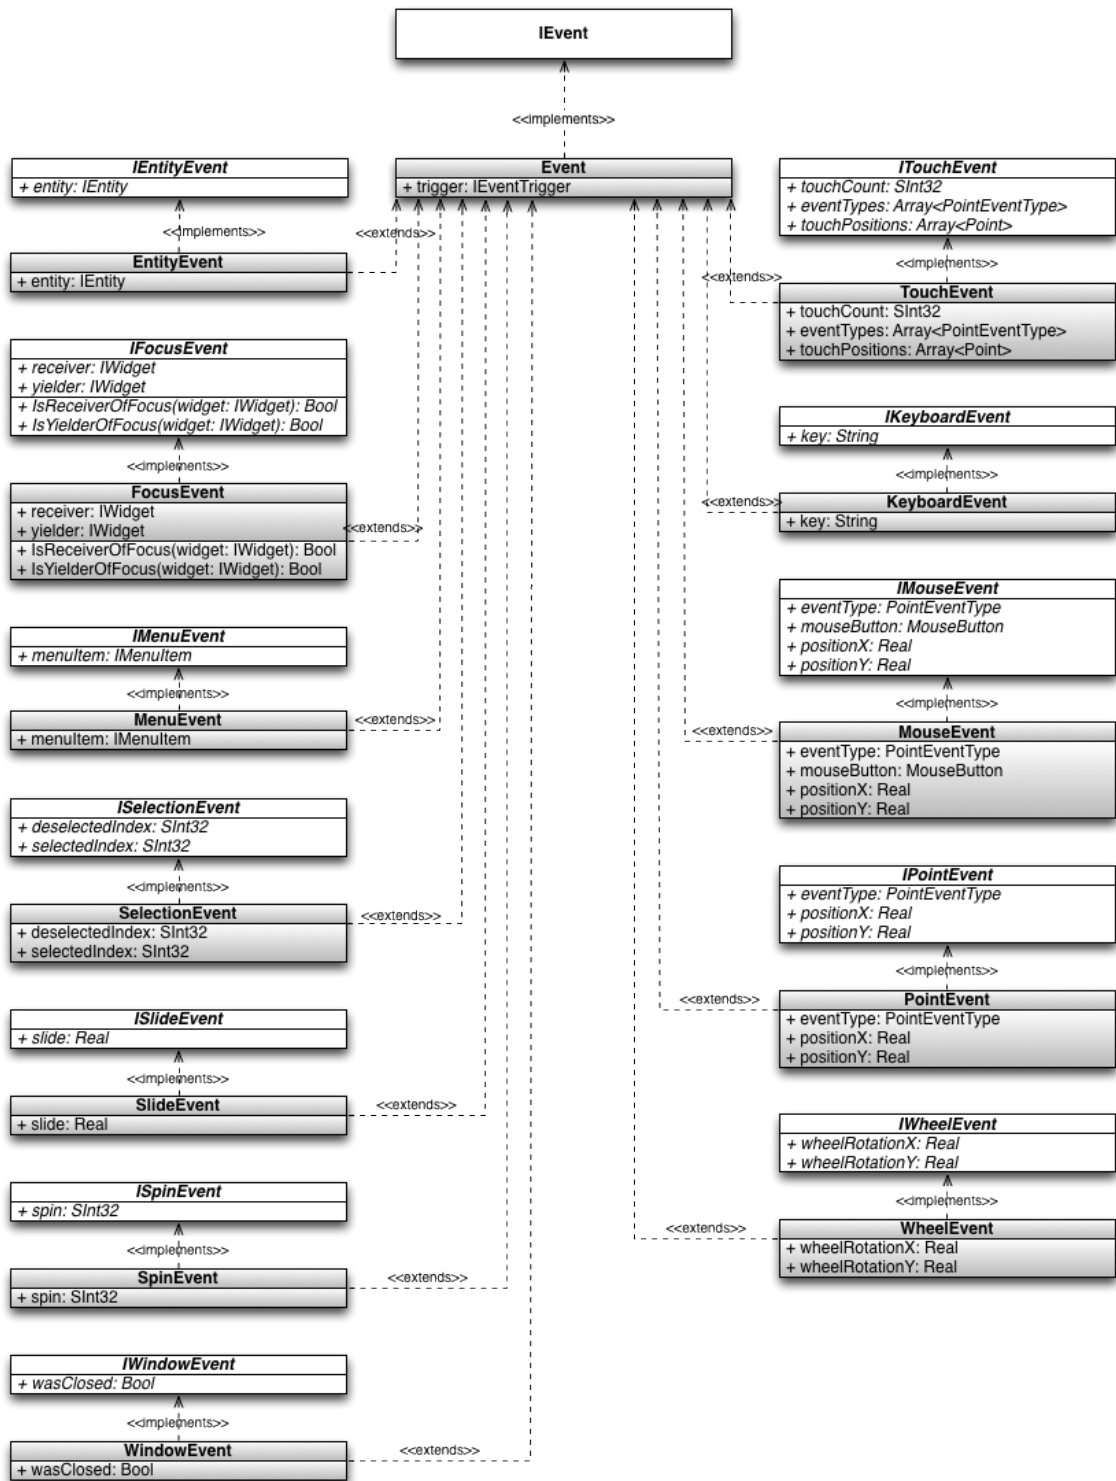 IEvent
<<implements>>
Event
+ trigger: IEventTrigger
IEntityEvent
+ entity: IEntity
<<implements>>
<<extends>>
EntityEvent
+ entity: IEntity
IFocusEvent
+ receiver: IWidget
+ yielder: IWidget
+ IsReceiverOfFocus(widget: IWidget): Bool
+ IsYielderOfFocus(widget: IWidget): Bool
<<implements>>
FocusEvent
+ receiver: IWidget
+ yielder: IWidget
<<extends>>
+ IsReceiverOfFocus(widget: IWidget): Bool
+ IsYielderOfFocus(widget: IWidget): Bool
IMenuEvent
+ menuItem: IMenuItem
<<implements>>
<<extends>>
MenuEvent
+ menuItem: IMenuItem
ISelectionEvent
+ deselectedIndex: SInt32
+ selectedIndex: SInt32
<<implements>>
<<extends>>
SelectionEvent
+ deselectedIndex: SInt32
+ selectedIndex: SInt32
ISlideEvent
+ slide: Real
<<implements>>
<<extends>>
SlideEvent
+ slide: Real
ISpinEvent
+ spin: SInt32
<<implements>>
<<extends>>
SpinEvent
+ spin: SInt32
IWindowEvent
+ wasClosed: Bool
<<implements>>
<<extends>>
WindowEvent
+ wasClosed: Bool
ITouchEvent
+ touchCount: SInt32
+ eventTypes: Array<PointEventType>
+ touchPositions: Array<Point>
<<implements>>
<<extends>>
TouchEvent
+ touchCount: SInt32
+ eventTypes: Array<PointEventType>
+ touchPositions: Array<Point>
IKeyboardEvent
+ key: String
<<implements>>
<<extends>>
KeyboardEvent
+ key: String
IMouseEvent
+ eventType: PointEventType
+ mouseButton: MouseButton
+ positionX: Real
+ positionY: Real
<<implements>>
<<extends>>
MouseEvent
+ eventType: PointEventType
+ mouseButton: MouseButton
+ positionX: Real
+ positionY: Real
IPointEvent
+ eventType: PointEventType
+ positionX: Real
+ positionY: Real
<<implements>>
<<extends>>
PointEvent
+ eventType: PointEventType
+ positionX: Real
+ positionY: Real
IWheelEvent
+ wheelRotationX: Real
+ wheelRotationY: Real
<<implements>>
<<extends>>
WheelEvent
+ wheelRotationX: Real
+ wheelRotationY: Real